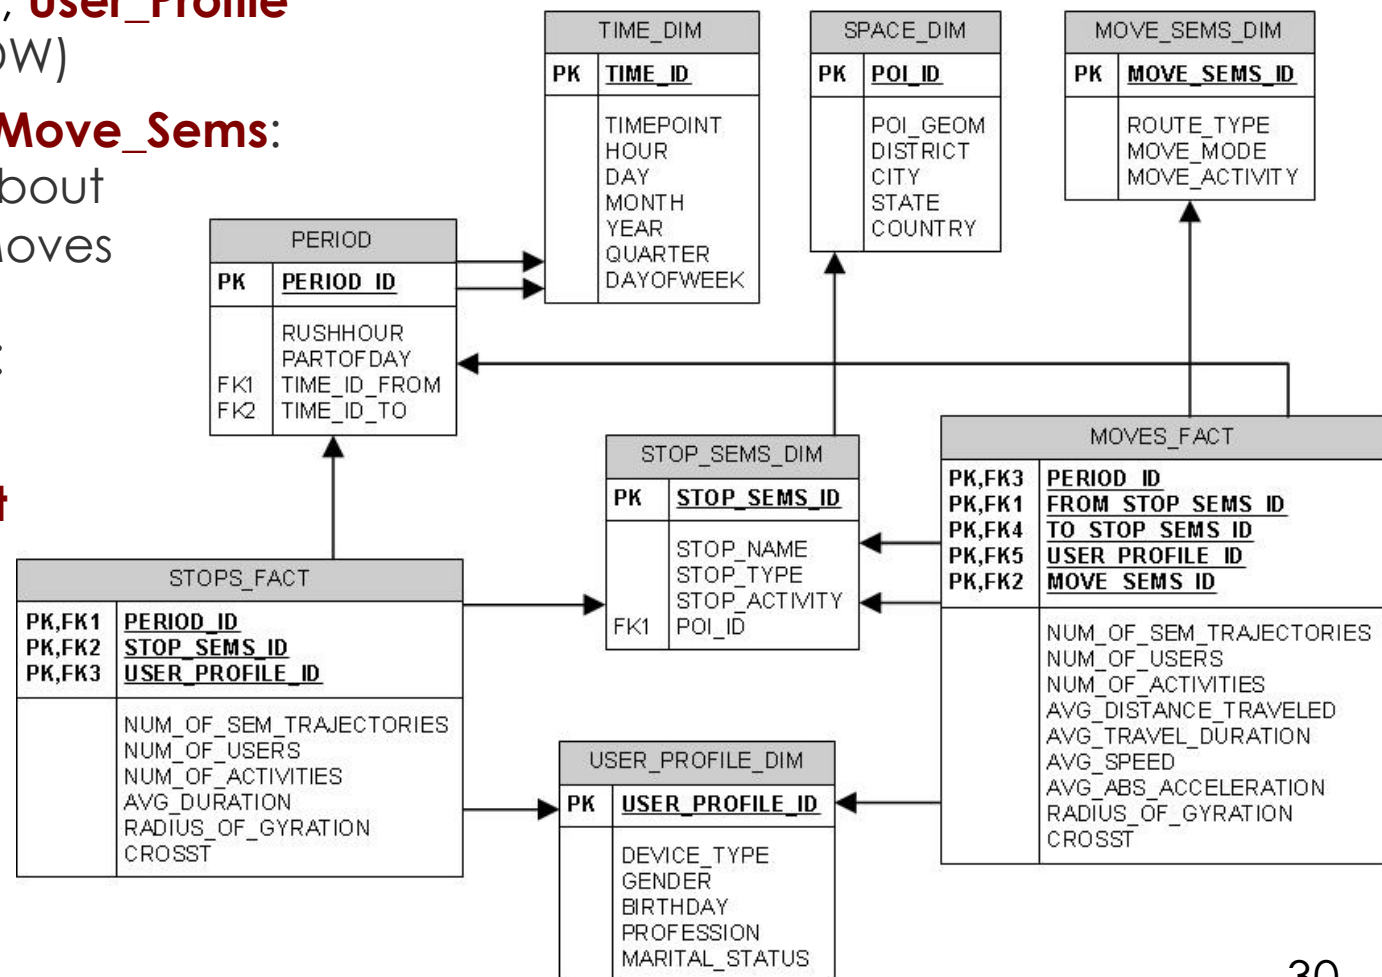 , User_Profile
OW)
Move_Sems:
bout
Moves
:
t
TIME_DIM
PK TIME_ID
TIMEPOINT
HOUR
DAY
MONTH
YEAR
QUARTER
DAYOFWEEK
SPACE_DIM
PK POI_ID
POI_GEOM
DISTRICT
CITY
STATE
COUNTRY
MOVE_SEMS_DIM
PK MOVE_SEMS_ID
ROUTE_TYPE
MOVE_MODE
MOVE_ACTIVITY
PERIOD
PK PERIOD_ID
RUSHHOUR
PARTOFDAY
FK1 TIME_ID_FROM
FK2 TIME_ID_TO
STOP_SEMS_DIM
PK STOP_SEMS_ID
STOP_NAME
STOP_TYPE
STOP_ACTIVITY
FK1 POI_ID
MOVES_FACT
PK,FK3 PERIOD_ID
PK,FK1 FROM_STOP_SEMS_ID
PK,FK4 TO_STOP_SEMS_ID
PK,FK5 USER_PROFILE_ID
PK,FK2 MOVE_SEMS_ID
NUM_OF_SEM_TRAJECTORIES
NUM_OF_USERS
NUM_OF_ACTIVITIES
AVG_DISTANCE_TRAVELED
AVG_TRAVEL_DURATION
AVG_SPEED
AVG_ABS_ACCELERATION
RADIUS_OF_GYRATION
CROSST
STOPS_FACT
PK,FK1 PERIOD_ID
PK,FK2 STOP_SEMS_ID
PK,FK3 USER_PROFILE_ID
NUM_OF_SEM_TRAJECTORIES
NUM_OF_USERS
NUM_OF_ACTIVITIES
AVG_DURATION
RADIUS_OF_GYRATION
CROSST
USER_PROFILE_DIM
PK USER_PROFILE_ID
DEVICE_TYPE
GENDER
BIRTHDAY
PROFESSION
MARITAL_STATUS
30